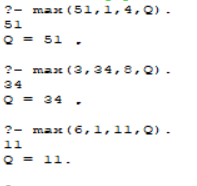 ?- max(51,1,4,Q).
51
Q = 51 .
?- max(3,34,8,Q).
34
Q = 34 .
?- max(6,1,11,Q).
11
Q = 11.